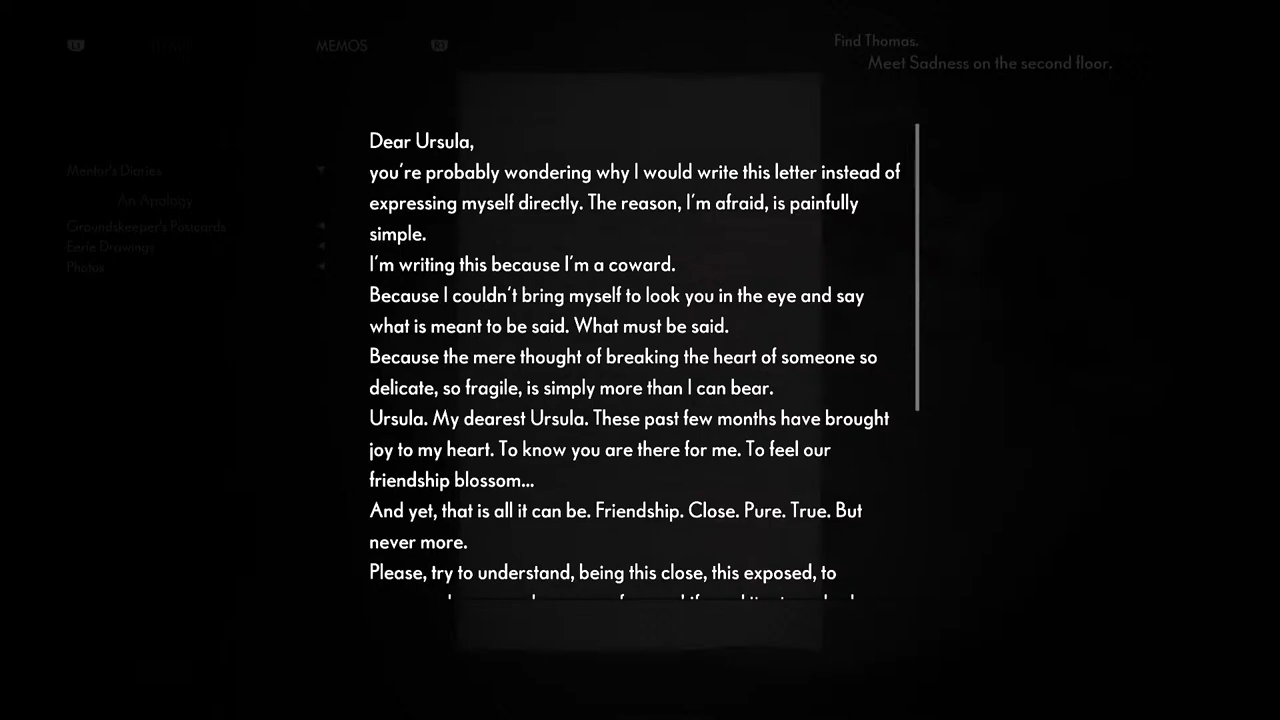 L1
MEMOS
R1
Find Thomas.
Meet Sadness on the second floor.
Mentor's Diaries
An Apology
Groundskeeper's Postcards
Eerie Drawings
Photos
Dear Ursula,
you're probably wondering why I would write this letter instead of
expressing myself directly. The reason, I'm afraid, is painfully
simple.
I'm writing this because I'm a coward.
Because I couldn't bring myself to look you in the eye and say
what is meant to be said. What must be said.
Because the mere thought of breaking the heart of someone so
delicate, so fragile, is simply more than I can bear.
Ursula. My dearest Ursula. These past few months have brought
joy to my heart. To know you are there for me. To feel our
friendship blossom...
And yet, that is all it can be. Friendship. Close. Pure. True. But
never more.
Please, try to understand, being this close, this exposed, to